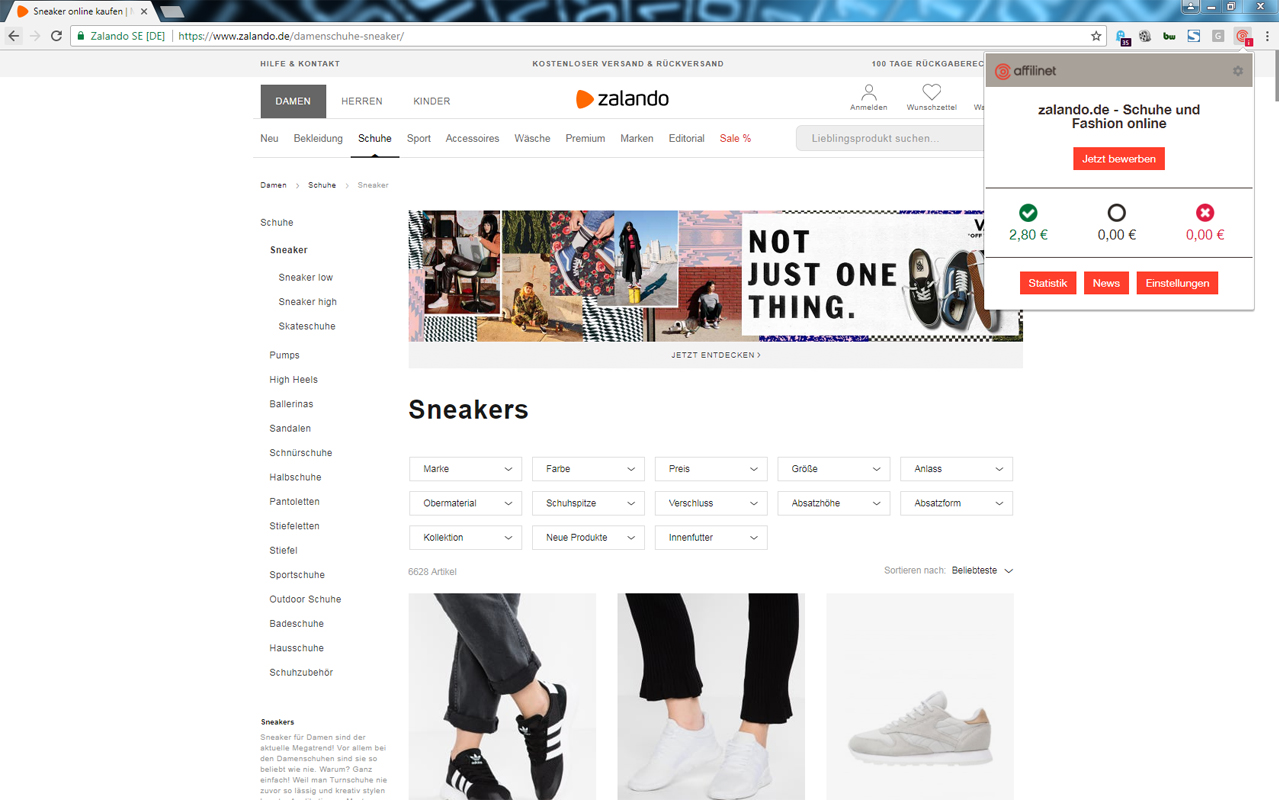 Sneaker online kaufen |
Zalando SE [DE]
https://www.zalando.de/damenschuhe-sneaker/
35
HILFE & KONTAKT
KOSTENLOSER VERSAND & RÜCKVERSAND
100 TAGE
DAMEN
HERREN
KINDER
zalando
Anmelden
Wunschzettel
Neu
Bekleidung
Schuhe
Sport
Accessoires
Wäsche
Premium
Marken
Editorial
Sale %
Lieblingsprodukt suchen...
affilinet
zalando.de - Schuhe und
Fashion online
Jetzt bewerben
2,80 €
0,00 €
0,00 €
Statistik
News
Einstellungen
Damen
Schuhe
Sneaker
Schuhe
Sneaker
Sneaker low
Sneaker high
Skateschuhe
Pumps
High Heels
Ballerinas
Sandalen
Schnürschuhe
Halbschuhe
Pantoletten
Stiefeletten
Stiefel
Sportschuhe
Outdoor Schuhe
Badeschuhe
Hausschuhe
Schuhzubehör
Sneakers
Sneaker für Damen sind der
aktuelle Megatrend! Vor allem bei
den Damenschuhen sind sie so
beliebt wie nie. Warum? Ganz
einfach! Weil man Turnschuhe nie
zuvor so lässig und kreativ stylen
NOT
JUST ONE
THING.
JETZT ENTDECKEN >
Sneakers
Marke
Farbe
Preis
Größe
Anlass
Obermaterial
Schuhspitze
Verschluss
Absatzhöhe
Absatzform
Kollektion
Neue Produkte
Innenfutter
6628 Artikel
Sortieren nach: Beliebteste